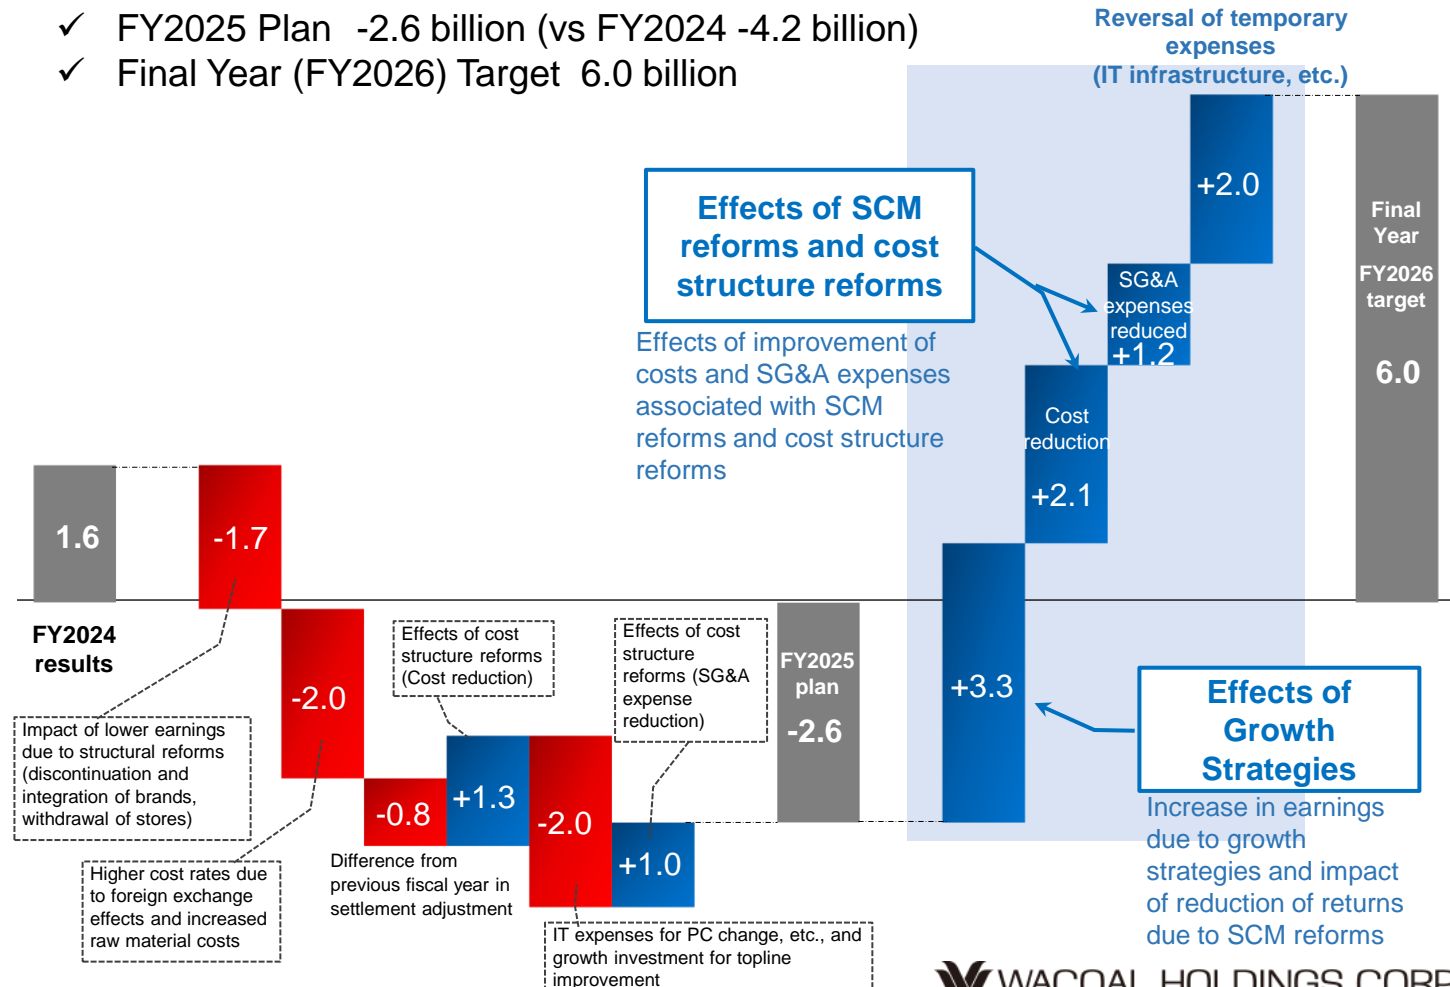 ✓ FY2025 Plan -2.6 billion (vs FY2024 -4.2 billion)
✓ Final Year (FY2026) Target 6.0 billion
Reversal of temporary
expenses
(IT infrastructure, etc.)
+2.0
Effects of SCM
reforms and cost
structure reforms
Effects of improvement of
costs and SG&A expenses
associated with SCM
reforms and cost structure
reforms
SG&A
expenses
reduced
+1.2
Cost
reduction
+2.1
Final
Year
FY2026
target
6.0
1.6
FY2024
results
-1.7
Impact of lower earnings
due to structural reforms
(discontinuation and
integration of brands,
withdrawal of stores)
-2.0
Higher cost rates due
to foreign exchange
effects and increased
raw material costs
-0.8
Difference from
previous fiscal year in
settlement adjustment
Effects of cost
structure reforms
(Cost reduction)
+1.3
-2.0
IT expenses for PC change, etc., and
growth investment for topline
improvement
Effects of cost
structure
reforms (SG&A
expense
reduction)
+1.0
FY2025
plan
-2.6
+3.3
Effects of
Growth
Strategies
Increase in earnings
due to growth
strategies and impact
of reduction of returns
due to SCM reforms
WACOAL HOLDINGS CORP